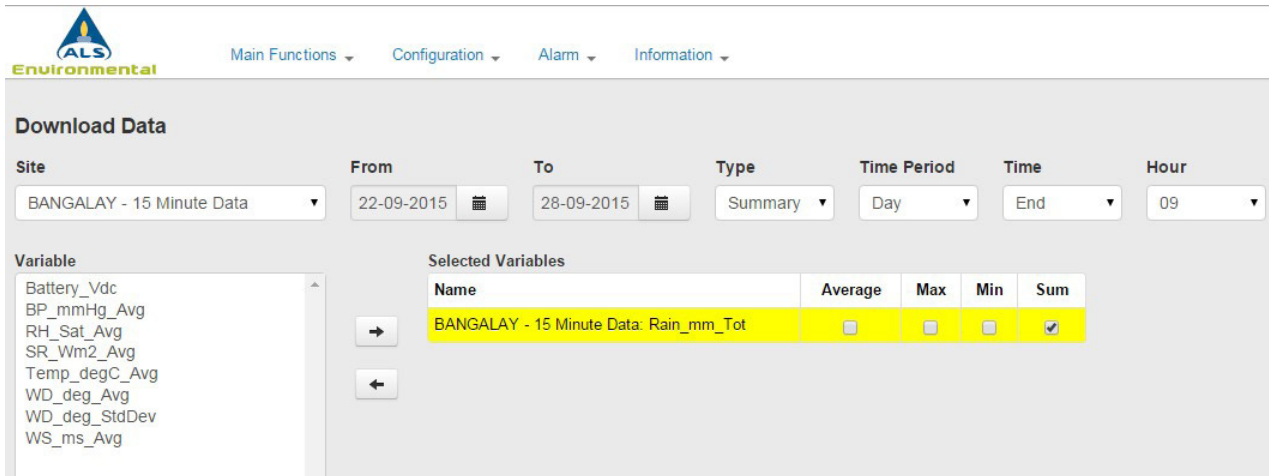 ALS
Environmental
Main Functions Configuration Alarm Information
Download Data
Site From To Type Time Period Time Hour
BANGALAY - 15 Minute Data 22-09-2015 28-09-2015 Summary Day End 09
Variable
Battery_Vdc
BP_mmHg_Avg
RH_Sat_Avg
SR_Wm2_Avg
Temp_degC_Avg
WD_deg_Avg
WD_deg_StdDev
WS_ms_Avg
Selected Variables
Name Average Max Min Sum
BANGALAY - 15 Minute Data: Rain_mm_Tot